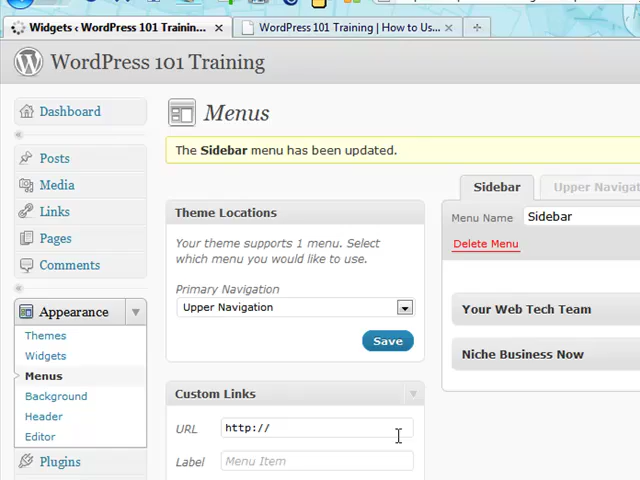 Widgets ‹ WordPress 101 Trainin... ×
WordPress 101 Training | How to Us... ×
WordPress 101 Training
Dashboard
Posts
Media
Links
Pages
Comments
Appearance
Themes
Widgets
Menus
Background
Header
Editor
Plugins
Menus
The Sidebar menu has been updated.
Theme Locations
Your theme supports 1 menu. Select
which menu you would like to use.
Primary Navigation
Upper Navigation
Save
Custom Links
URL http://
Label Menu Item
Sidebar
Upper Navigat
Menu Name Sidebar
Delete Menu
Your Web Tech Team
Niche Business Now